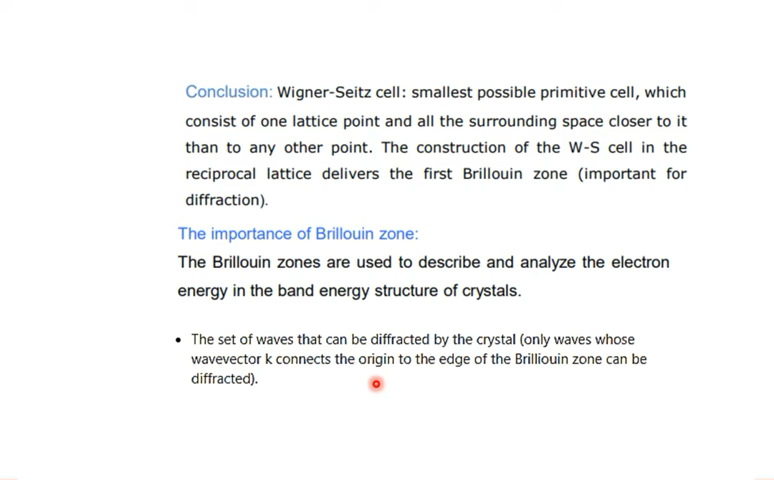 Conclusion: Wigner-Seitz cell: smallest possible primitive cell, which
consist of one lattice point and all the surrounding space closer to it
than to any other point. The construction of the W-S cell in the
reciprocal lattice delivers the first Brillouin zone (important for
diffraction).
The importance of Brillouin zone:
The Brillouin zones are used to describe and analyze the electron
energy in the band energy structure of crystals.
• The set of waves that can be diffracted by the crystal (only waves whose
wavevector k connects the origin to the edge of the Brilliouin zone can be
diffracted).